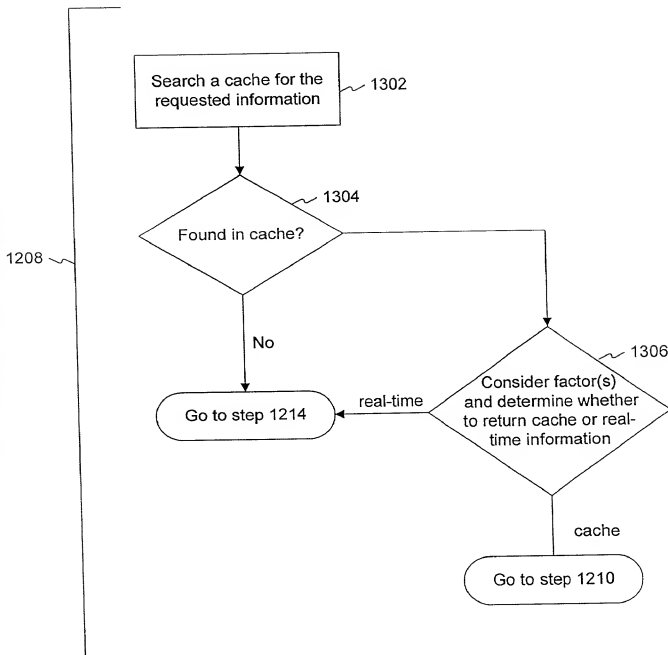 Search a cache for the
requested information
1302
1304
Found in cache?
1208
No
1306
Consider factor(s)
and determine whether
to return cache or real-
time information
real-time
Go to step 1214
cache
Go to step 1210